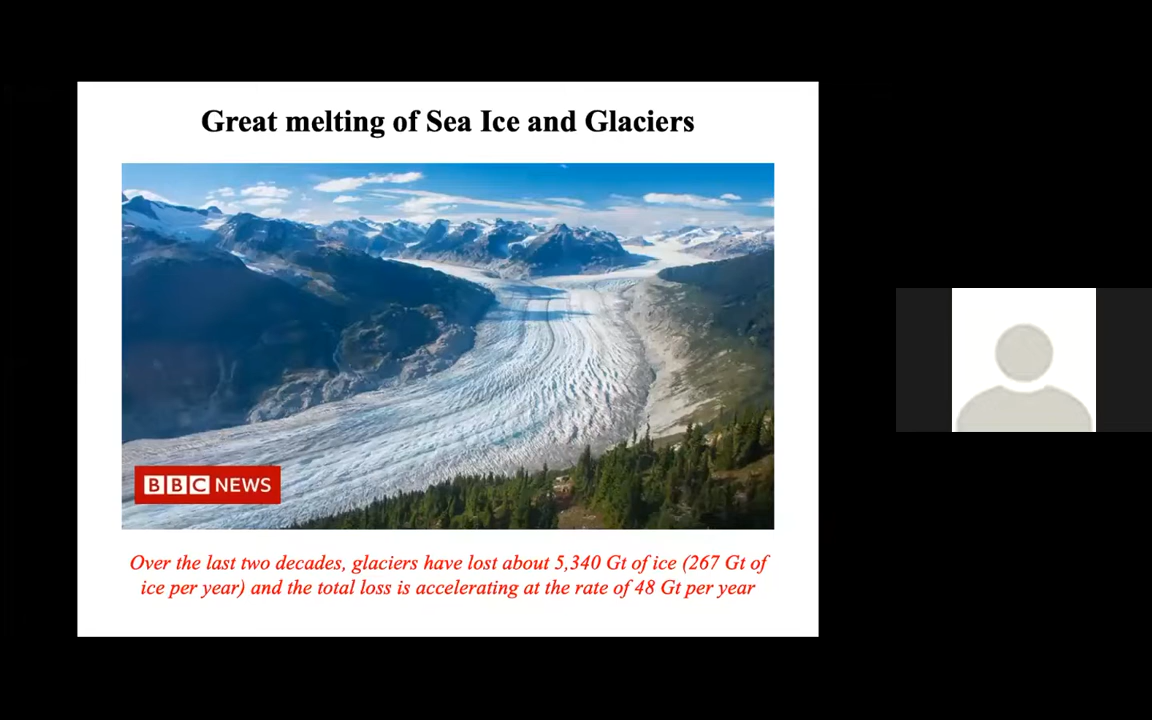 Great melting of Sea Ice and Glaciers
BBC NEWS
Over the last two decades, glaciers have lost about 5,340 Gt of ice (267 Gt of
ice per year) and the total loss is accelerating at the rate of 48 Gt per year